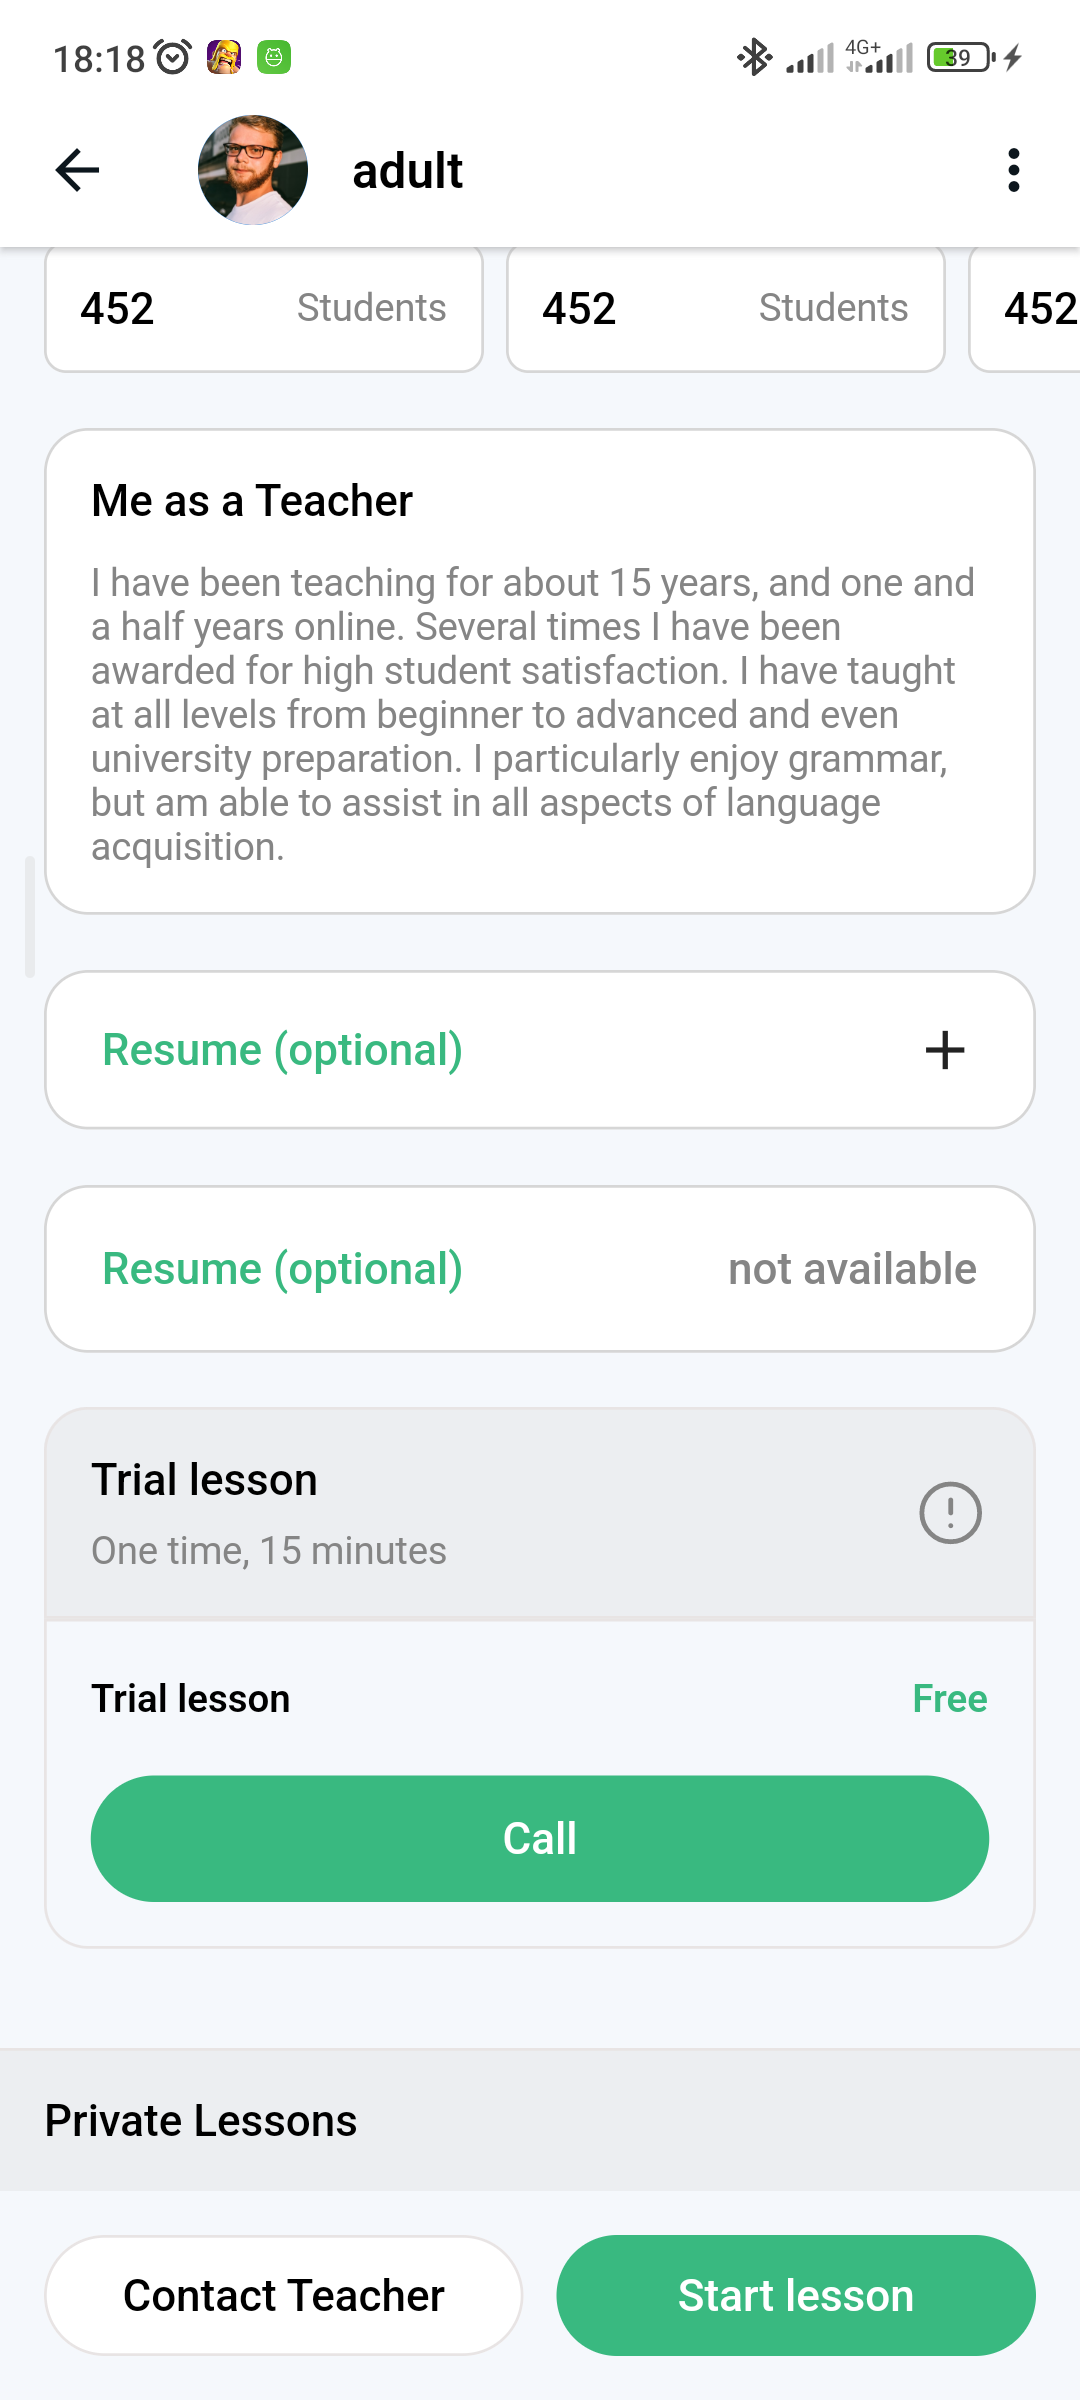 18:18
4G+
39
adult
452 Students
452 Students
452
Me as a Teacher
I have been teaching for about 15 years, and one and
a half years online. Several times I have been
awarded for high student satisfaction. I have taught
at all levels from beginner to advanced and even
university preparation. I particularly enjoy grammar,
but am able to assist in all aspects of language
acquisition.
Resume (optional)
Resume (optional) not available
Trial lesson
One time, 15 minutes
Trial lesson Free
Call
Private Lessons
Contact Teacher Start lesson